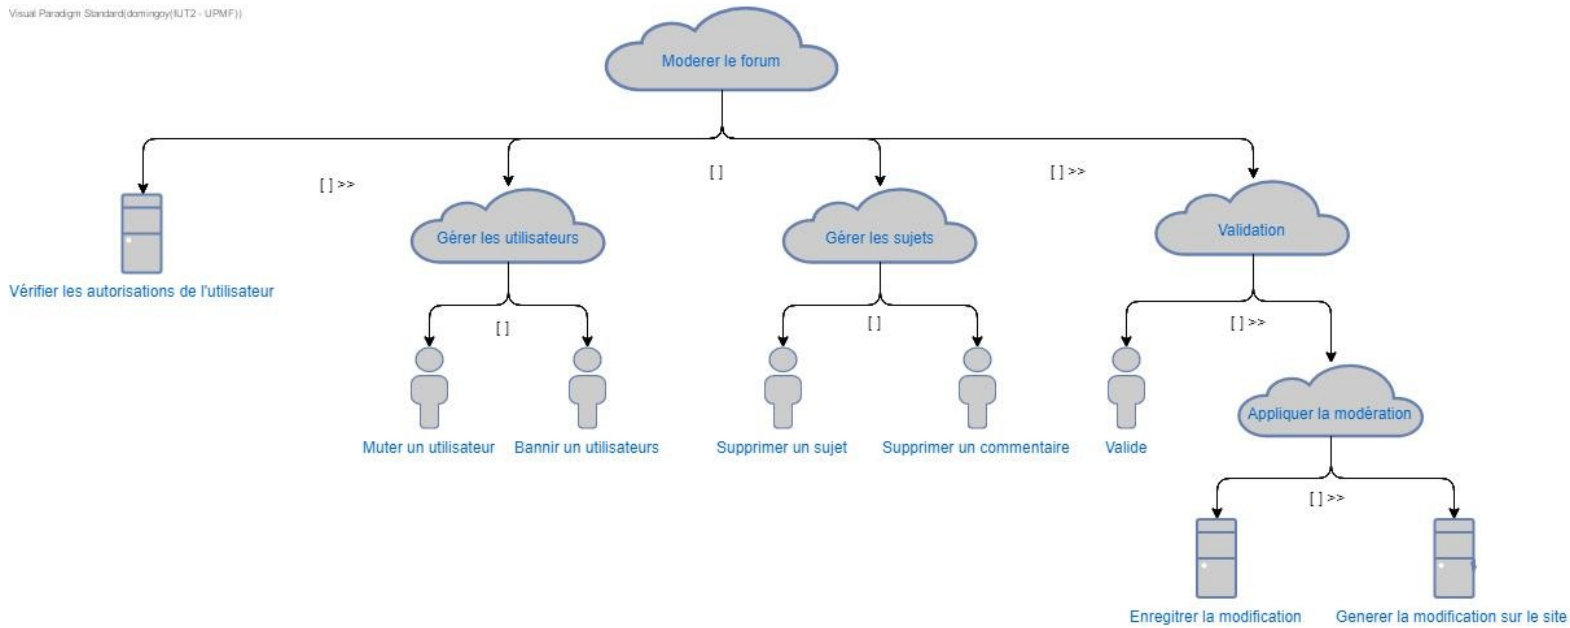 Visual Paradigm Standard(domingoy(IUT2 - UPMF))
Moderer le forum
[ ] >>
[ ]
[ ] >>
Gérer les utilisateurs
Gérer les sujets
Validation
Vérifier les autorisations de l'utilisateur
[ ]
[ ]
[ ] >>
Muter un utilisateur
Bannir un utilisateurs
Supprimer un sujet
Supprimer un commentaire
Valide
Appliquer la modération
[ ] >>
Enregitrer la modification
Generer la modification sur le site